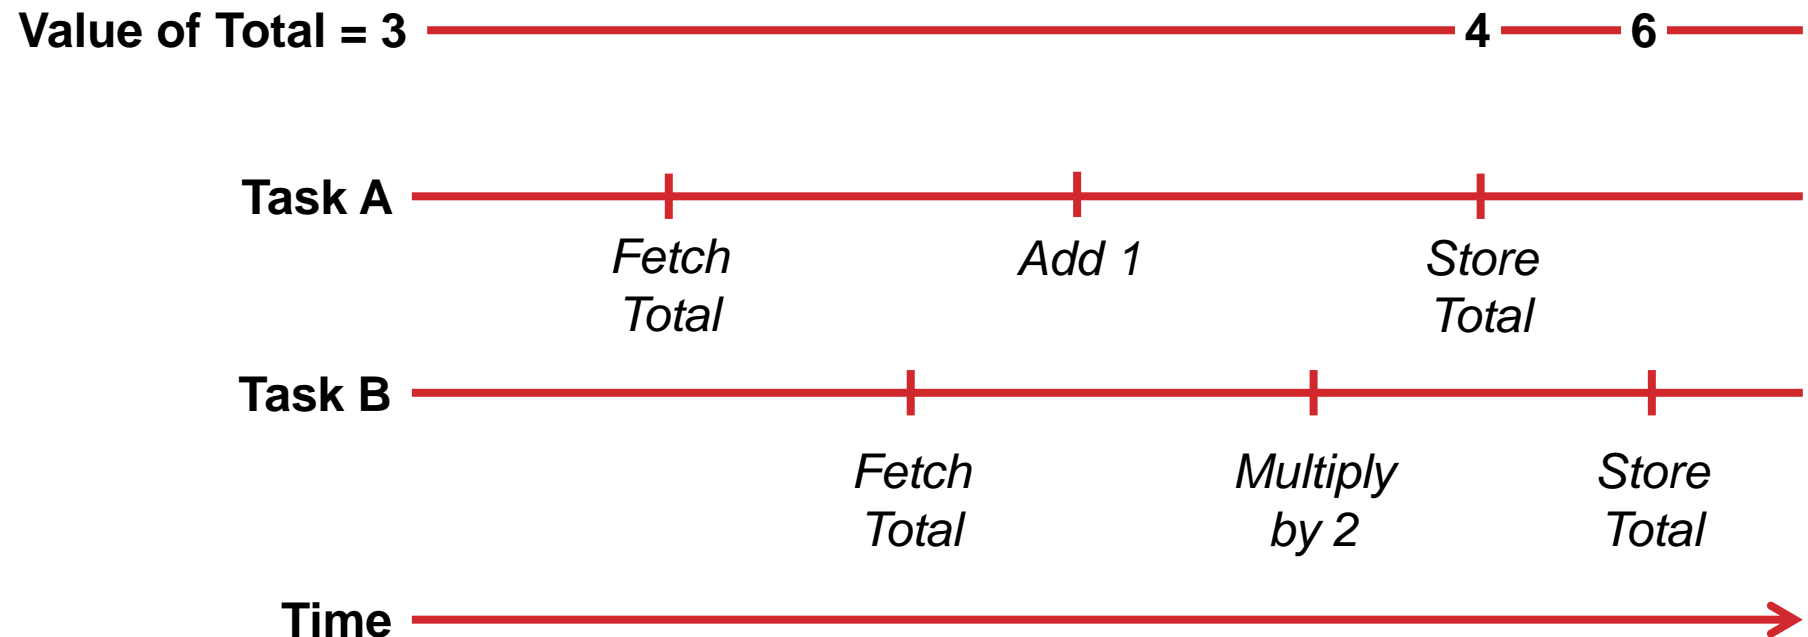 Value of Total = 3 4 6
Task A
Fetch Add 1 Store
Total Total
Task B
Fetch Multiply Store
Total by 2 Total
Time